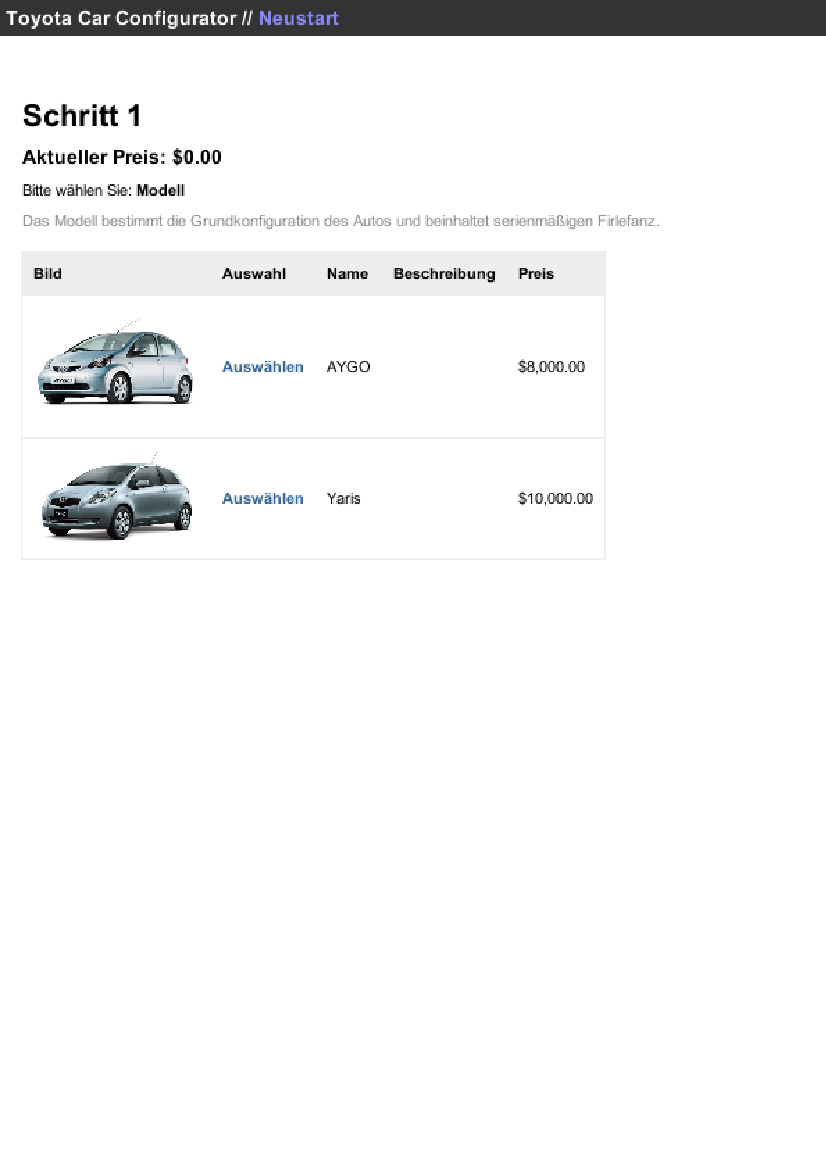 Toyota Car Configurator // Neustart
Schritt 1
Aktueller Preis: $0.00
Bitte wählen Sie: Modell
Das Modell bestimmt die Grundkonfiguration des Autos und beinhaltet serienmäßigen Firlefanz.
Bild Auswahl Name Beschreibung Preis
Auswählen AYGO $8,000.00
Auswählen Yaris $10,000.00